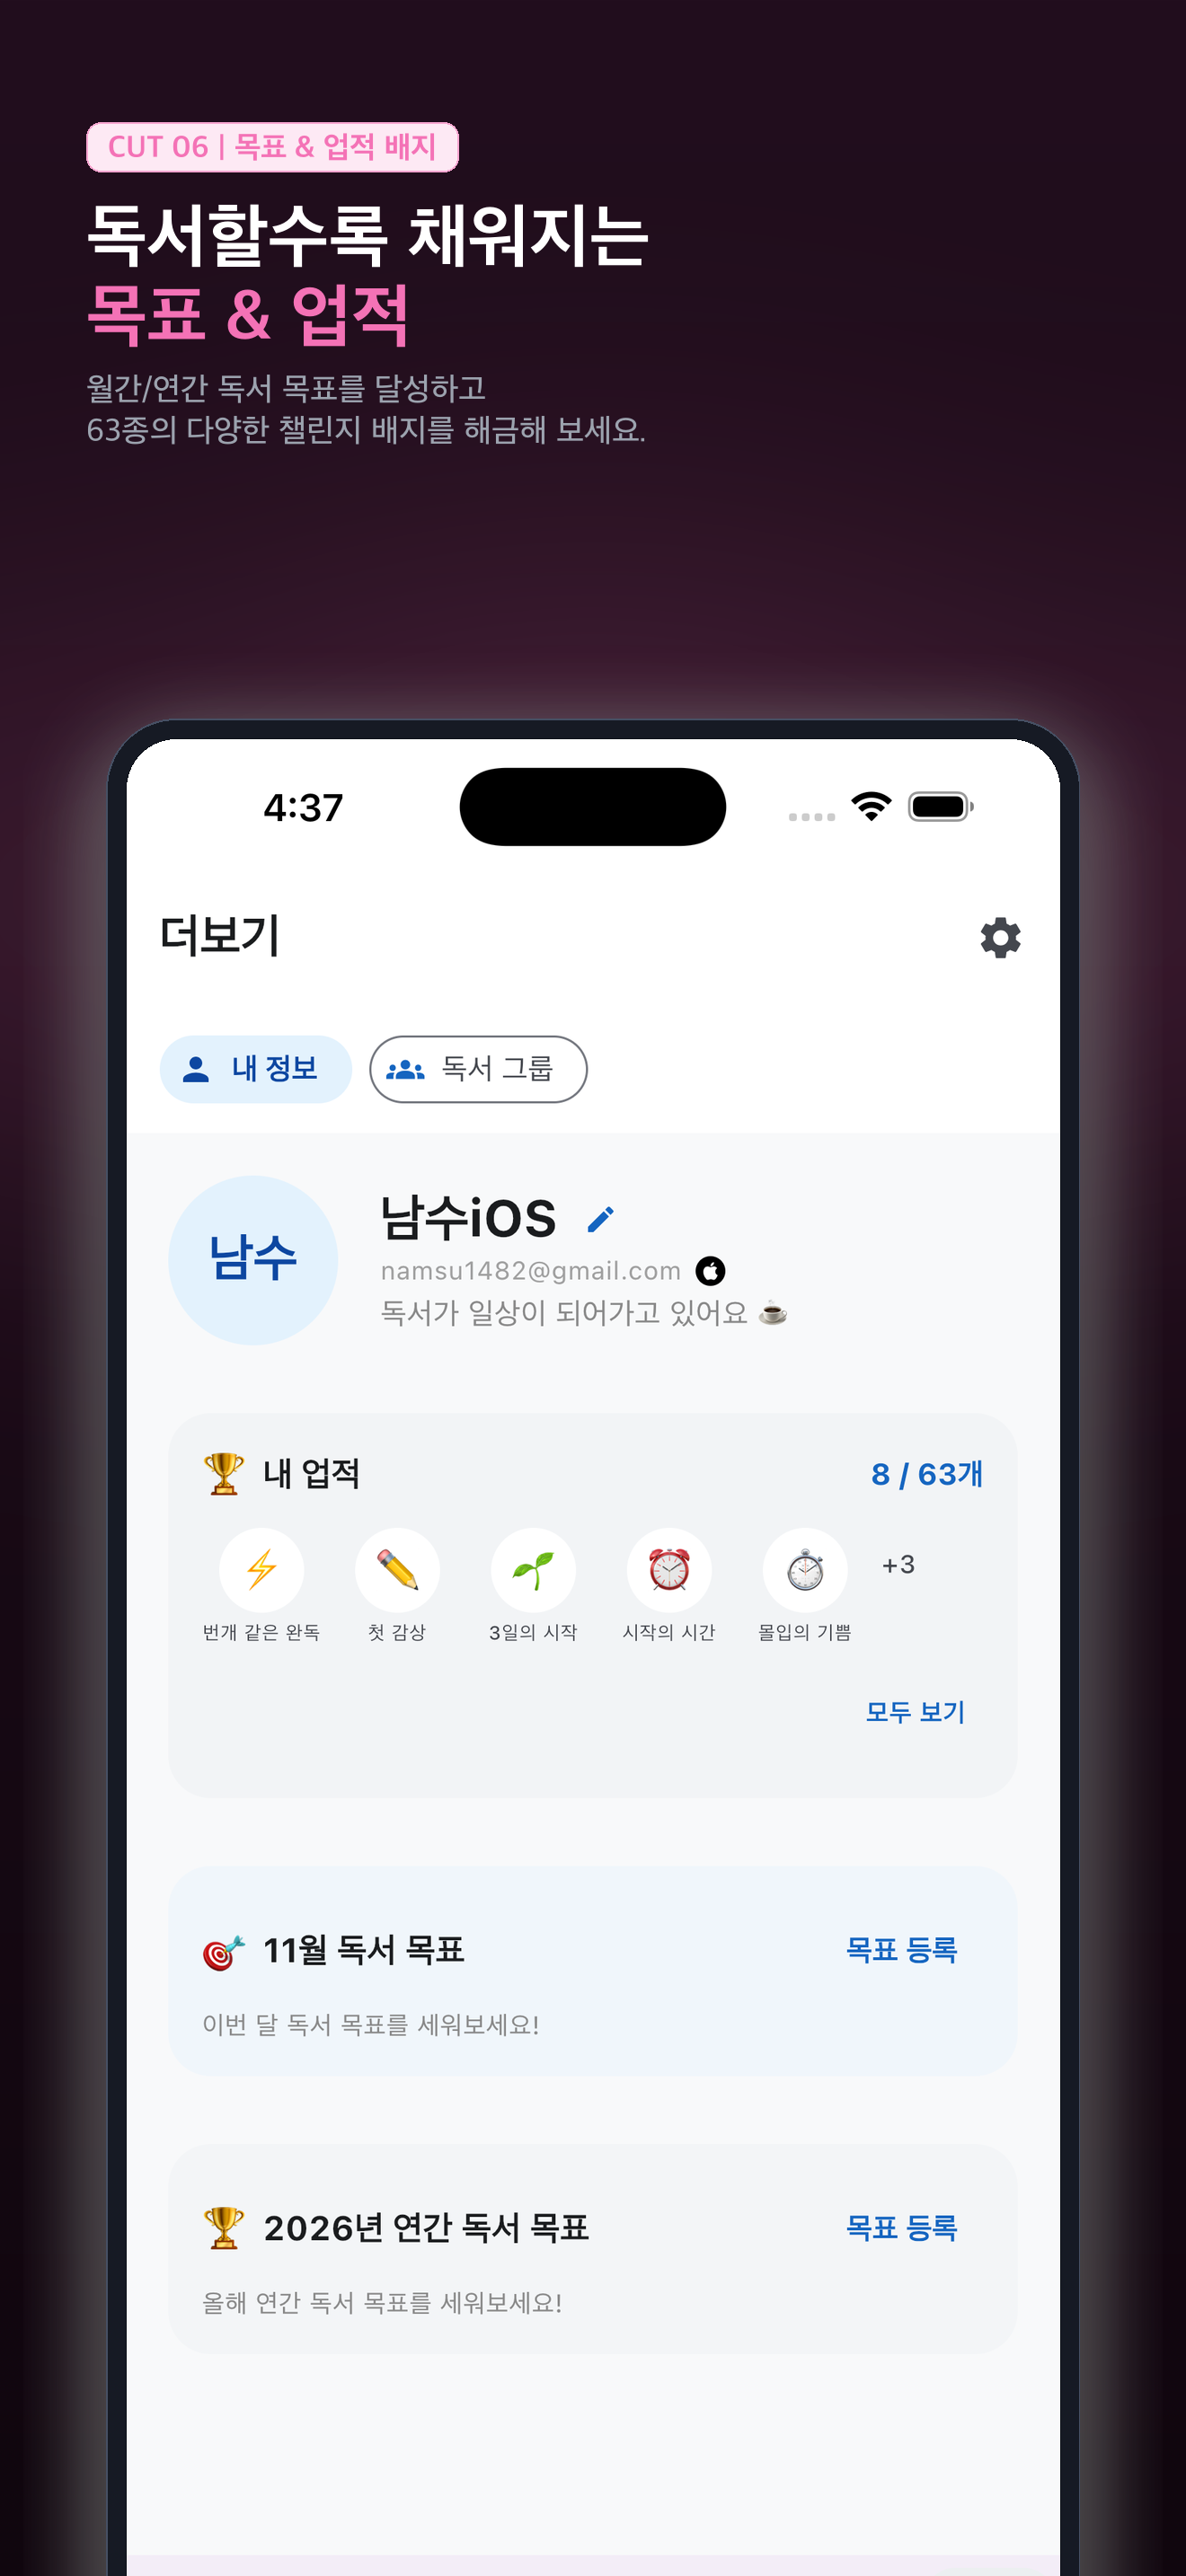 CUT 06 | 목표 & 업적 배지
독서할수록 채워지는
목표 & 업적
월간/연간 독서 목표를 달성하고
63종의 다양한 챌린지 배지를 해금해 보세요.
4:37
더보기
내 정보
독서 그룹
남수
남수iOS
namsu1482@gmail.com
독서가 일상이 되어가고 있어요 ☕
🏆 내 업적
8 / 63개
+3
번개 같은 완독
첫 감상
3일의 시작
시작의 시간
몰입의 기쁨
모두 보기
🎯 11월 독서 목표
목표 등록
이번 달 독서 목표를 세워보세요!
🏆 2026년 연간 독서 목표
목표 등록
올해 연간 독서 목표를 세워보세요!